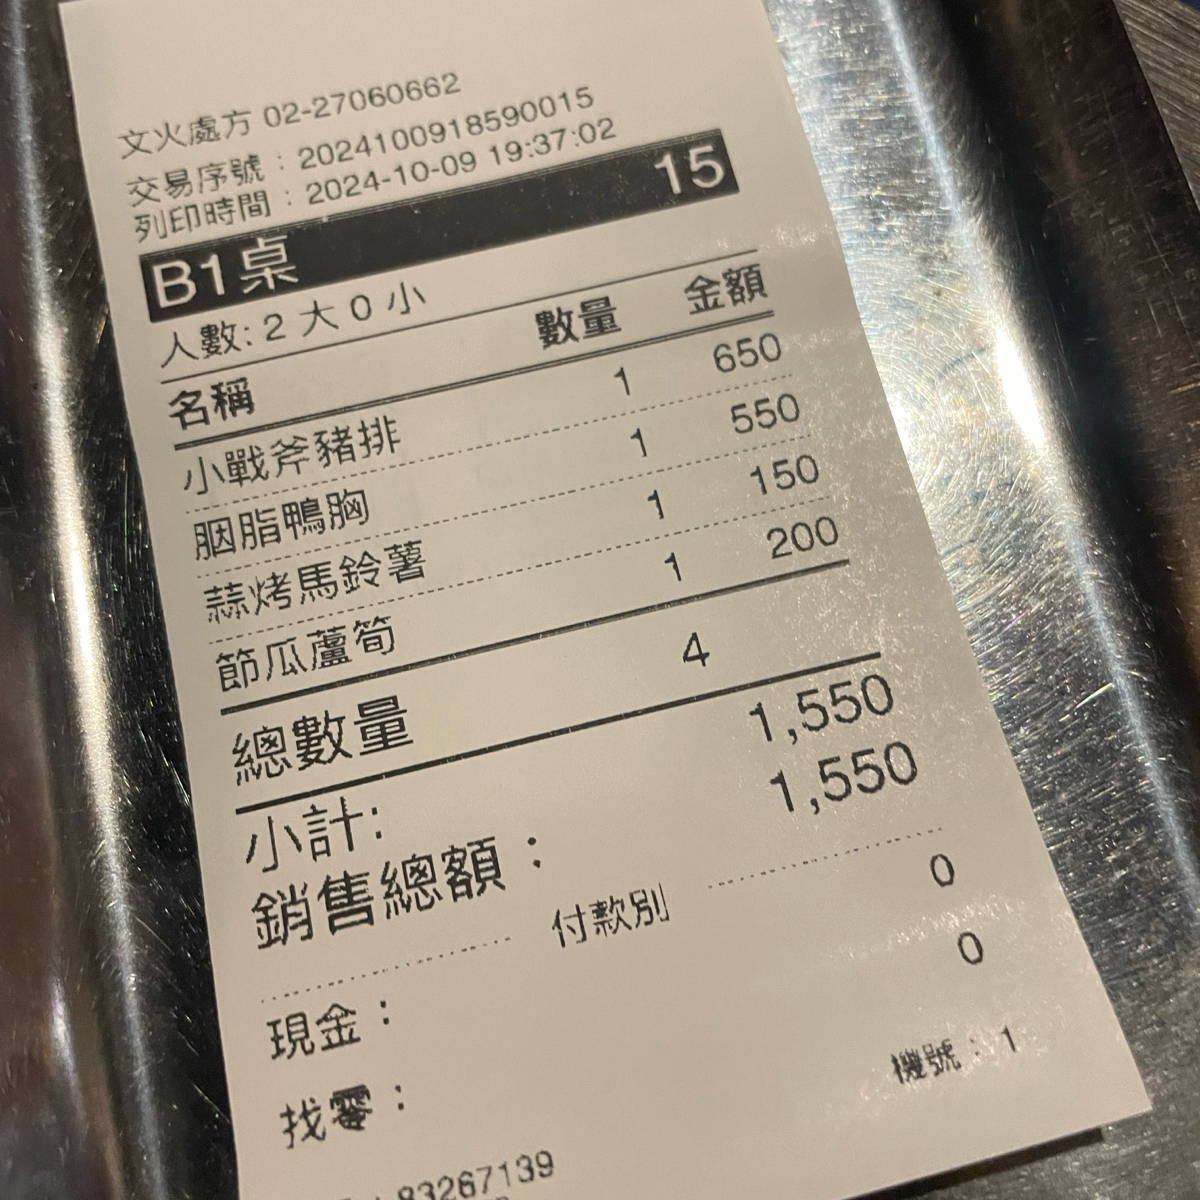 文火處方 02-27060662
交易序號：2024100918590015
列印時間：2024-10-09 19:37:02
B1桌 15
人數: 2 大 0 小
名稱 數量 金額
小戰斧豬排 1 650
胭脂鴨胸 1 550
蒜烤馬鈴薯 1 150
節瓜蘆筍 1 200
總數量 4
小計: 1,550
銷售總額： 1,550
付款別
現金： 0
找零： 0
機號：1
83267139